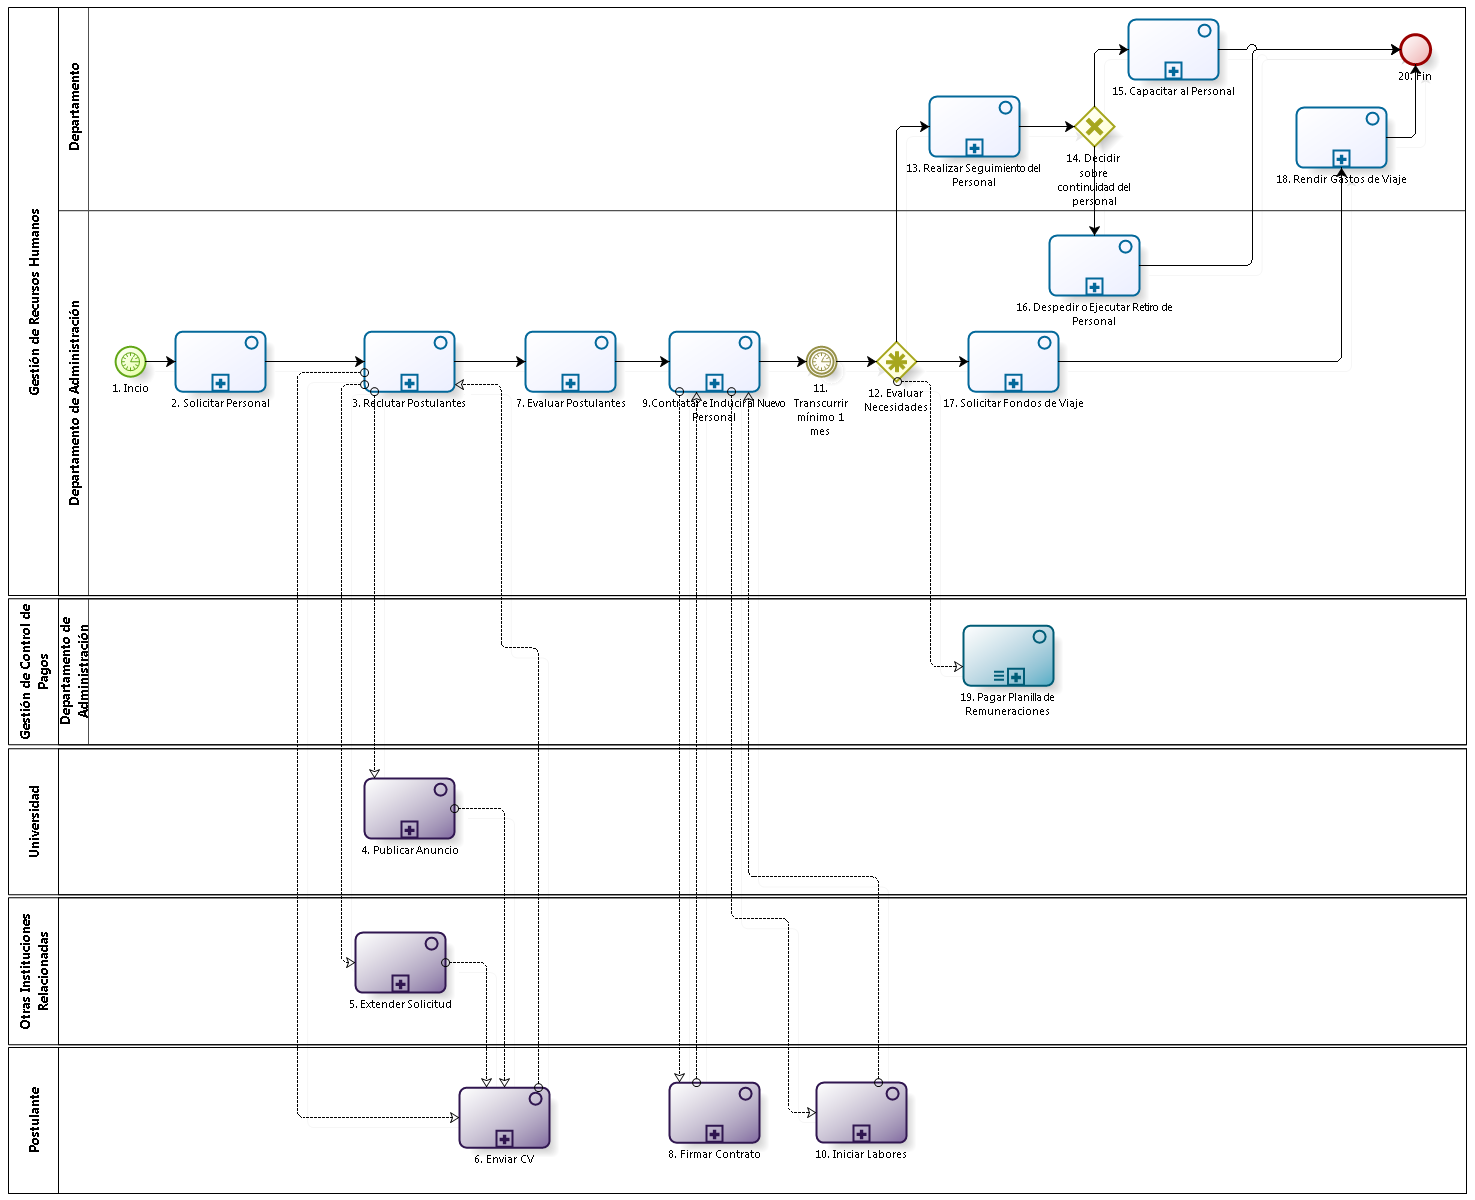 Gestión de Recursos Humanos
Departamento
15. Capacitar al Personal
20. Fin
13. Realizar Seguimiento del
Personal
14. Decidir
sobre
continuidad del
personal
18. Rendir Gastos de Viaje
Departamento de Administración
16. Despedir o Ejecutar Retiro de
Personal
1. Incio
2. Solicitar Personal
3. Reclutar Postulantes
7. Evaluar Postulantes
9.Contratar e Inducir al Nuevo
Personal
11.
Transcurrir
mínimo 1
mes
12. Evaluar
Necesidades
17. Solicitar Fondos de Viaje
Gestión de Control de
Pagos
Departamento de
Administración
19. Pagar Planilla de
Remuneraciones
Universidad
4. Publicar Anuncio
Otras Instituciones
Relacionadas
5. Extender Solicitud
Postulante
6. Enviar CV
8. Firmar Contrato
10. Iniciar Labores